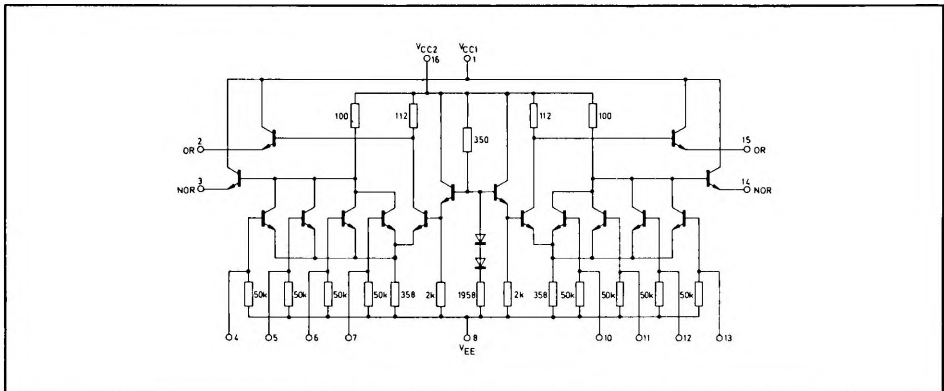 VCC2 VCC1
16 1
100 112 350 112 100
2 15
OR OR
3 14
NOR NOR
50k 50k 50k 50k 358 2k 1958 2k 358 50k 50k 50k 50k
4 5 6 7 8 10 11 12 13
VEE